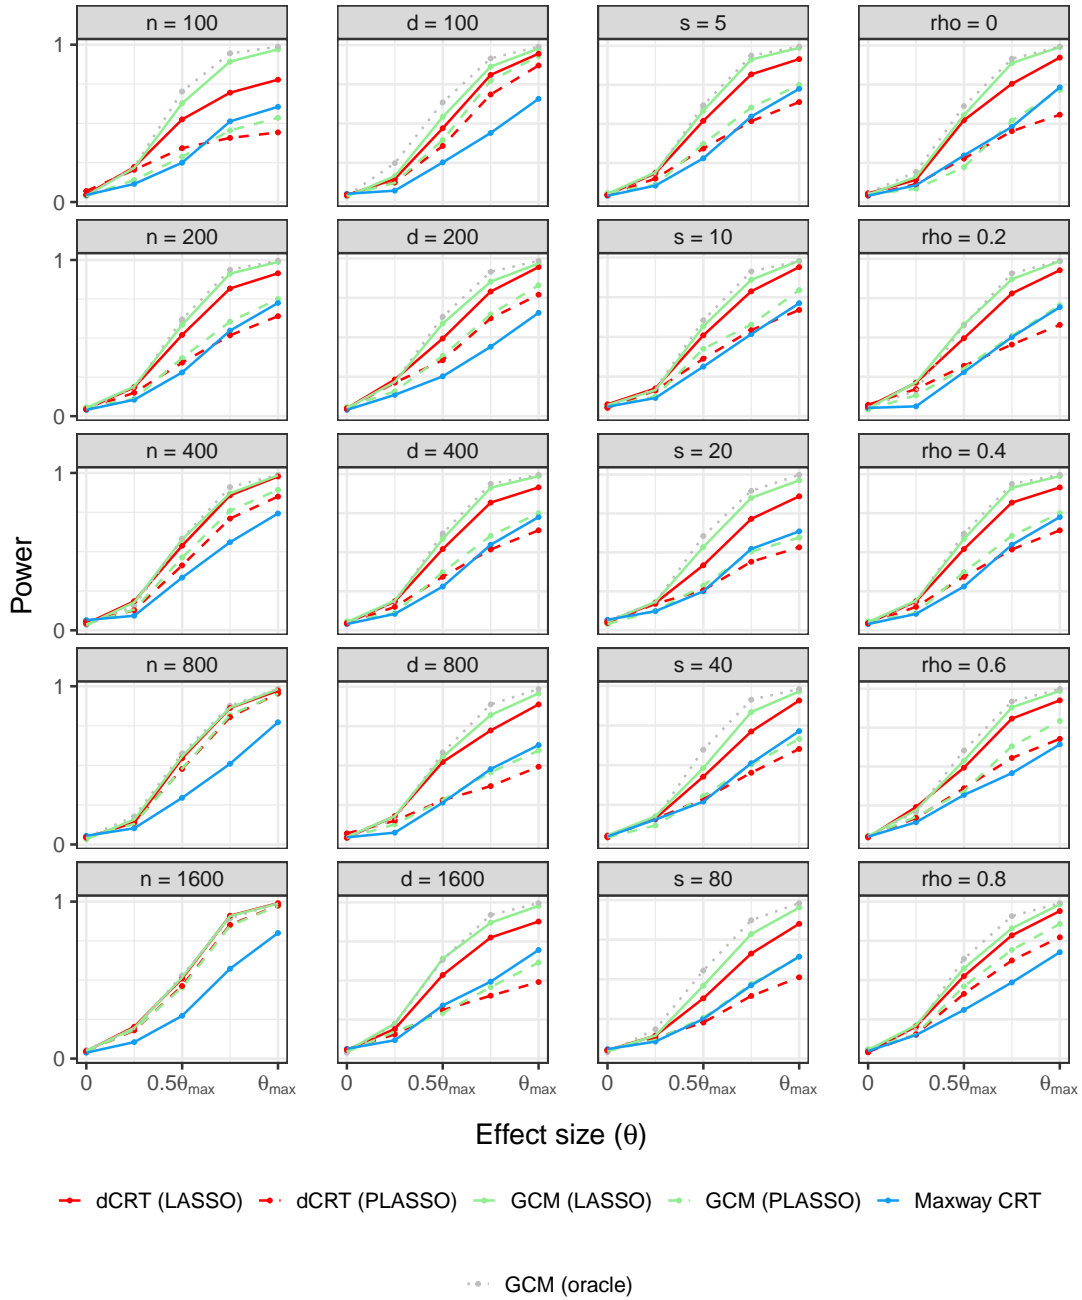 n = 100
d = 100
s = 5
rho = 0
1
0
n = 200
d = 200
s = 10
rho = 0.2
1
0
n = 400
d = 400
s = 20
rho = 0.4
1
0
n = 800
d = 800
s = 40
rho = 0.6
1
0
n = 1600
d = 1600
s = 80
rho = 0.8
1
0
Power
0 0.5θmax θmax
0 0.5θmax θmax
0 0.5θmax θmax
0 0.5θmax θmax
Effect size (θ)
dCRT (LASSO) dCRT (PLASSO) GCM (LASSO) GCM (PLASSO) Maxway CRT
GCM (oracle)